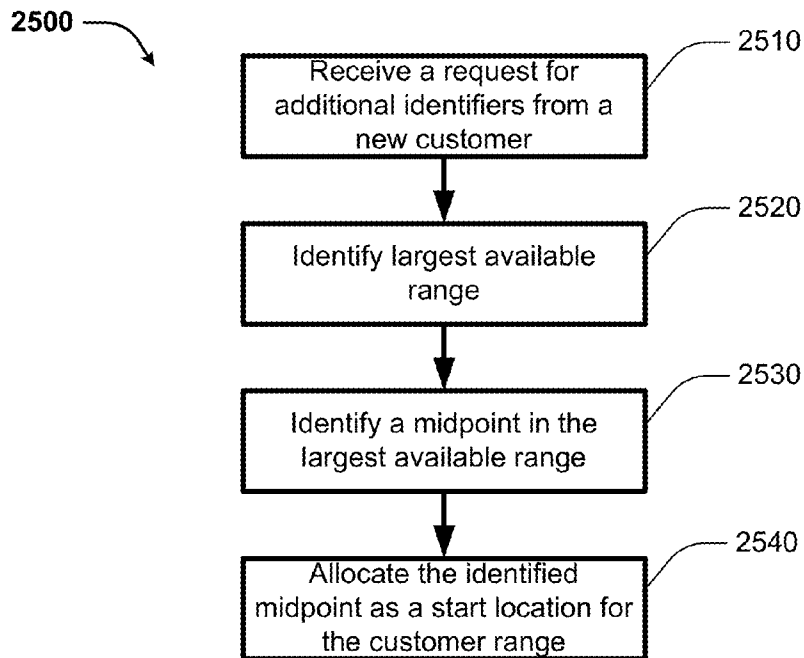 2500
2510
Receive a request for
additional identifiers from a
new customer
2520
Identify largest available
range
2530
Identify a midpoint in the
largest available range
2540
Allocate the identified
midpoint as a start location for
the customer range